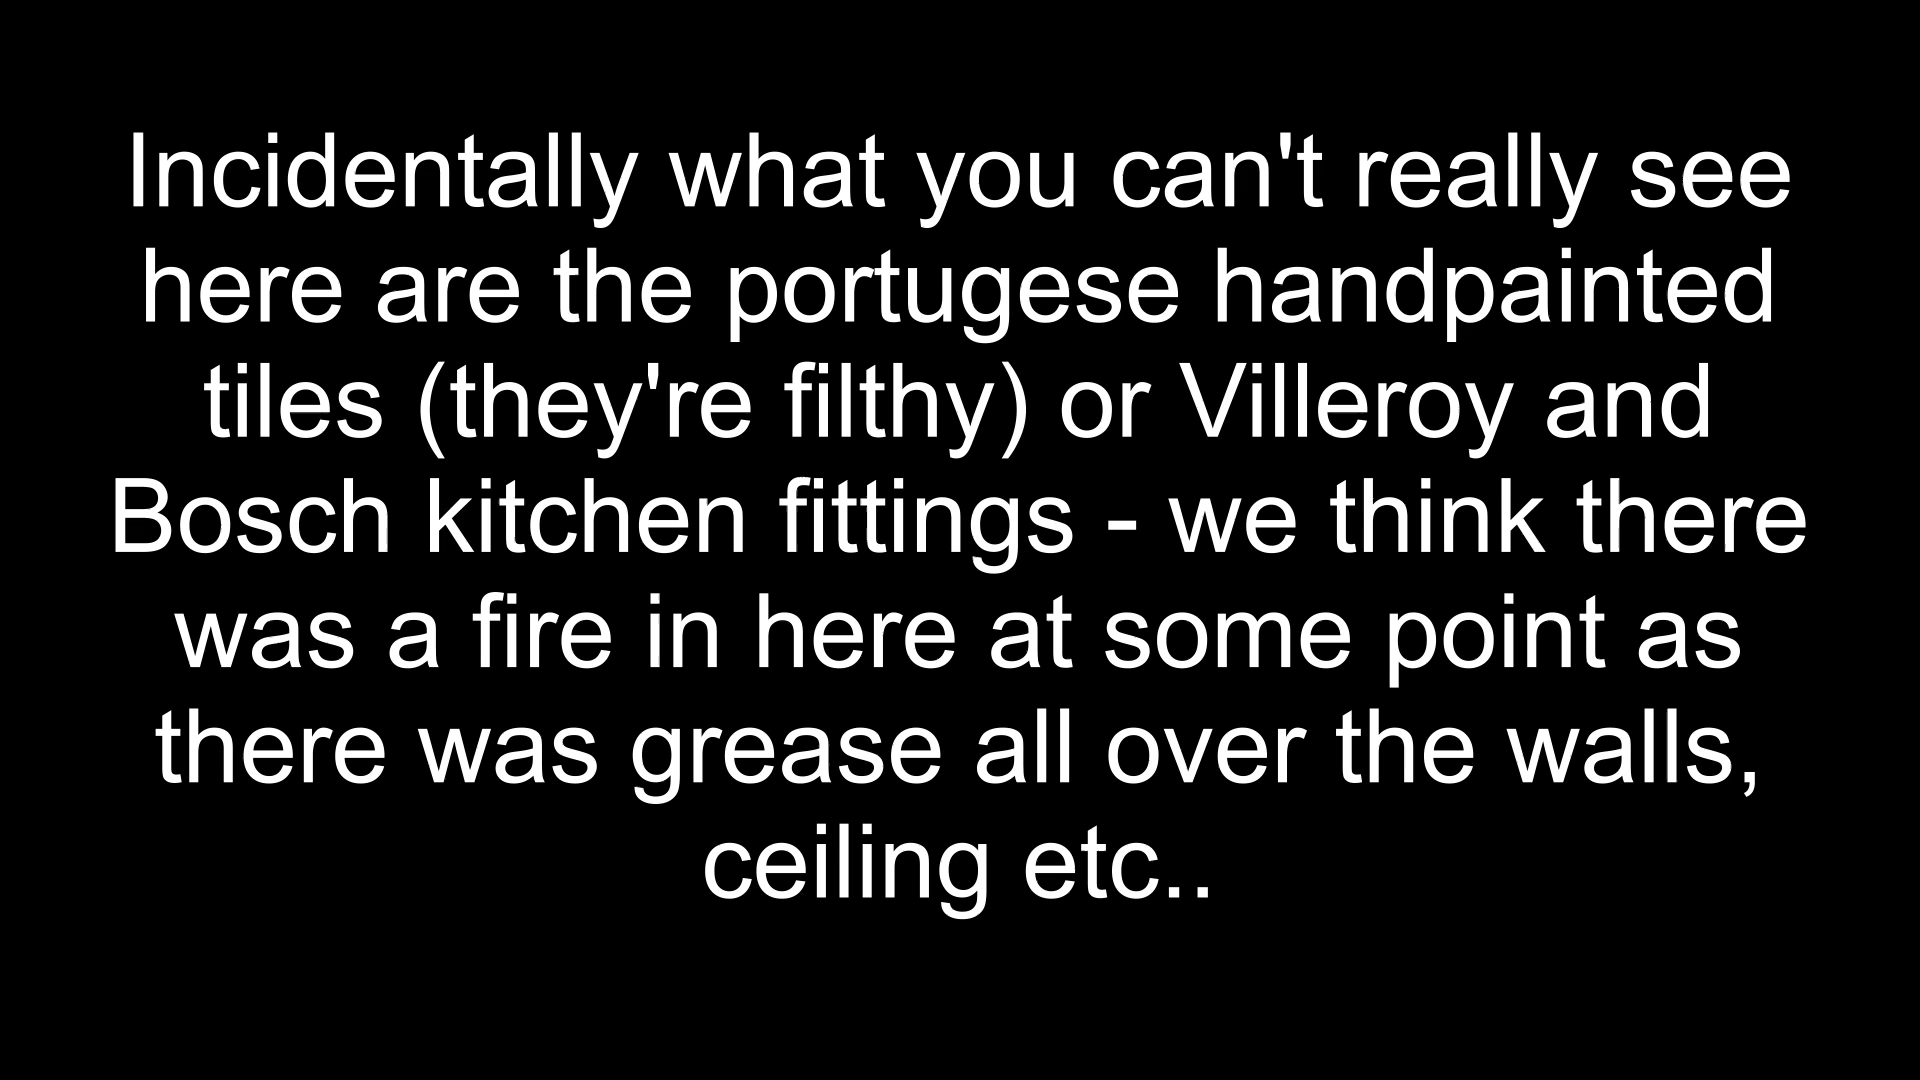 Incidentally what you can't really see
here are the portugese handpainted
tiles (they're filthy) or Villeroy and
Bosch kitchen fittings - we think there
was a fire in here at some point as
there was grease all over the walls,
ceiling etc..